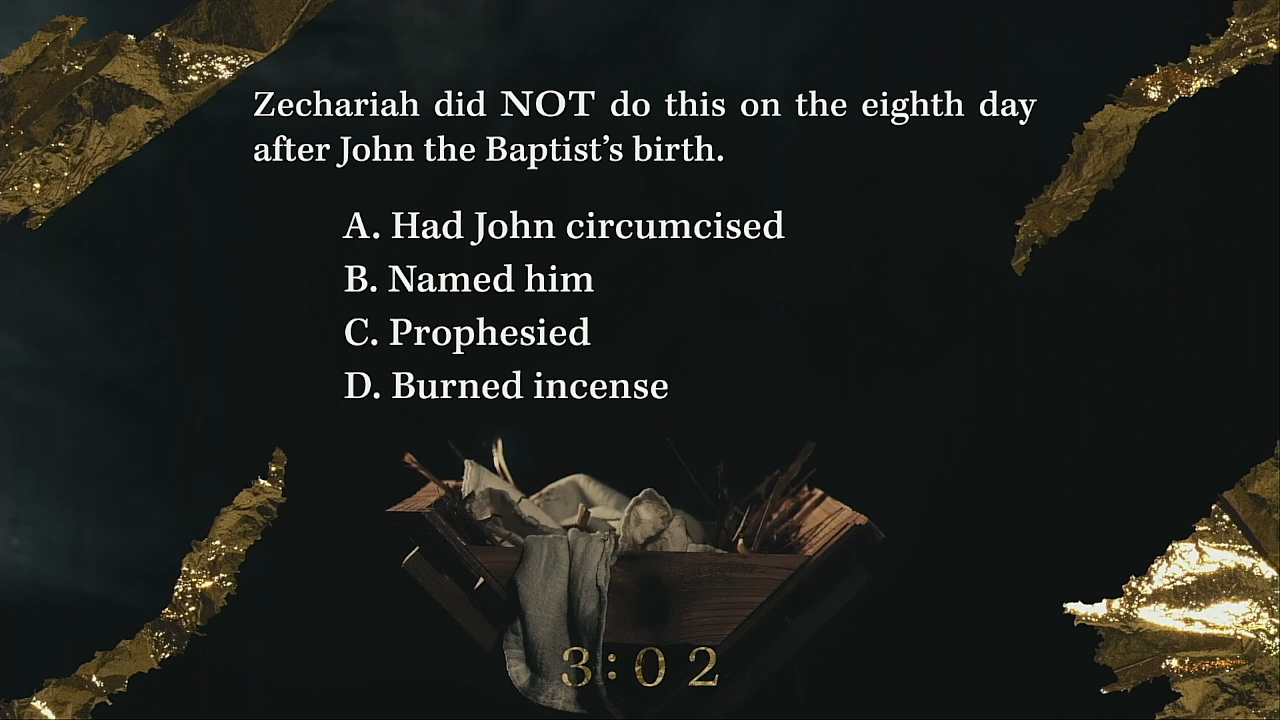 Zechariah did NOT do this on the eighth day
after John the Baptist’s birth.
A. Had John circumcised
B. Named him
C. Prophesied
D. Burned incense
3:02